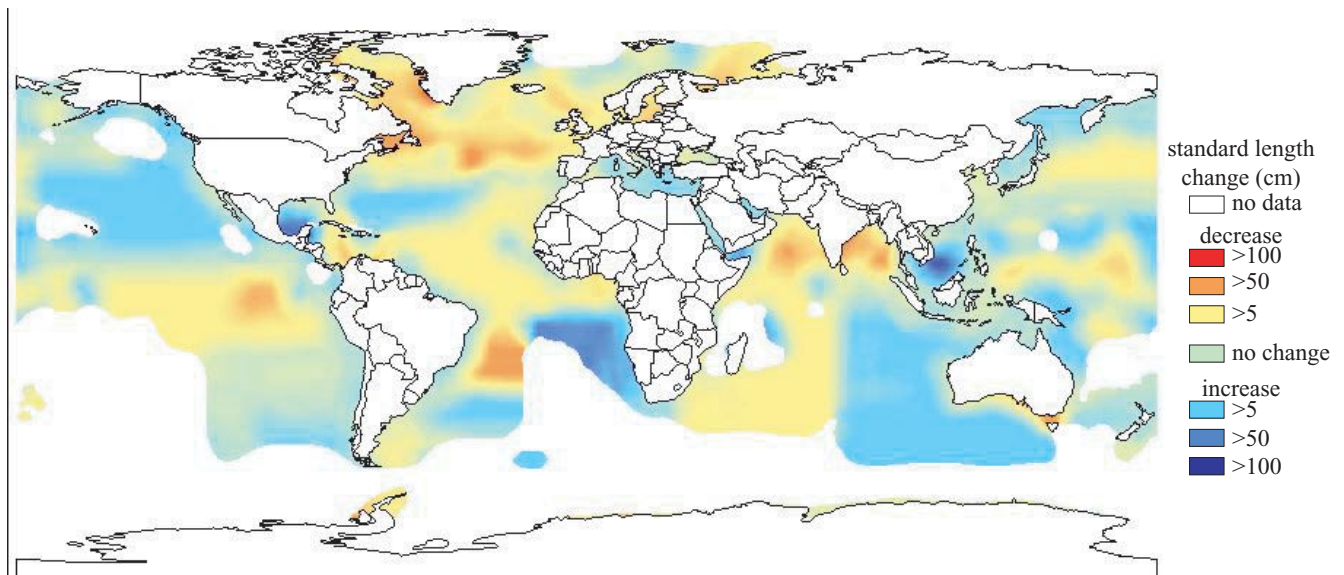 standard length
change (cm)
no data
decrease
>100
>50
>5
no change
increase
>5
>50
>100